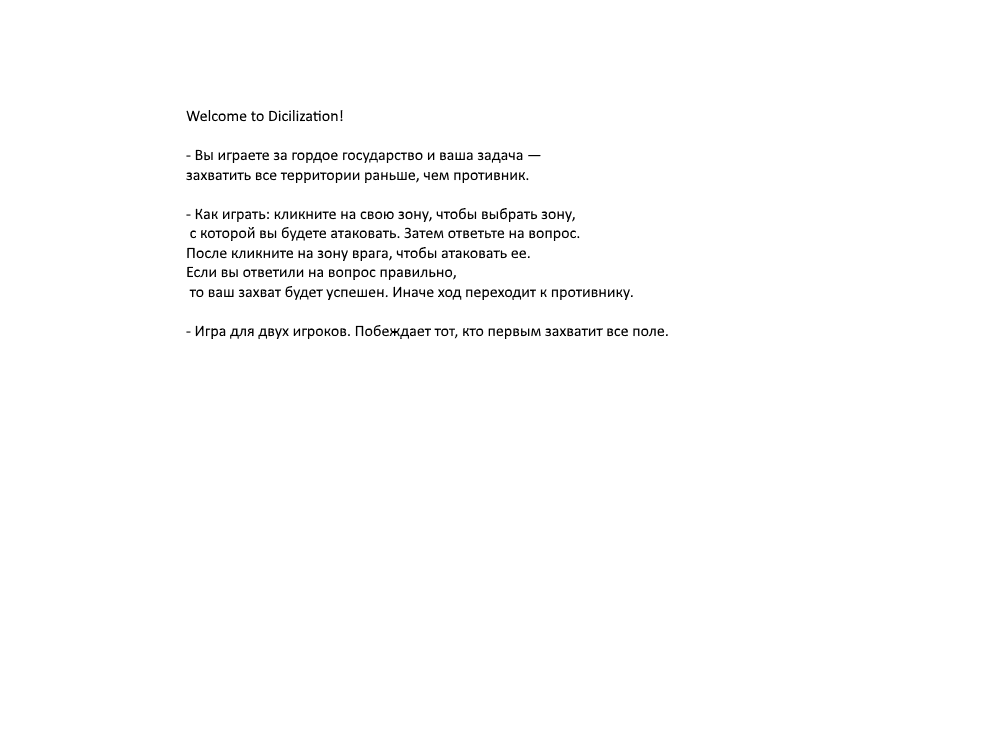 Welcome to Dicilization!
- Вы играете за гордое государство и ваша задача —
захватить все территории раньше, чем противник.
- Как играть: кликните на свою зону, чтобы выбрать зону,
с которой вы будете атаковать. Затем ответьте на вопрос.
После кликните на зону врага, чтобы атаковать ее.
Если вы ответили на вопрос правильно,
то ваш захват будет успешен. Иначе ход переходит к противнику.
- Игра для двух игроков. Побеждает тот, кто первым захватит все поле.